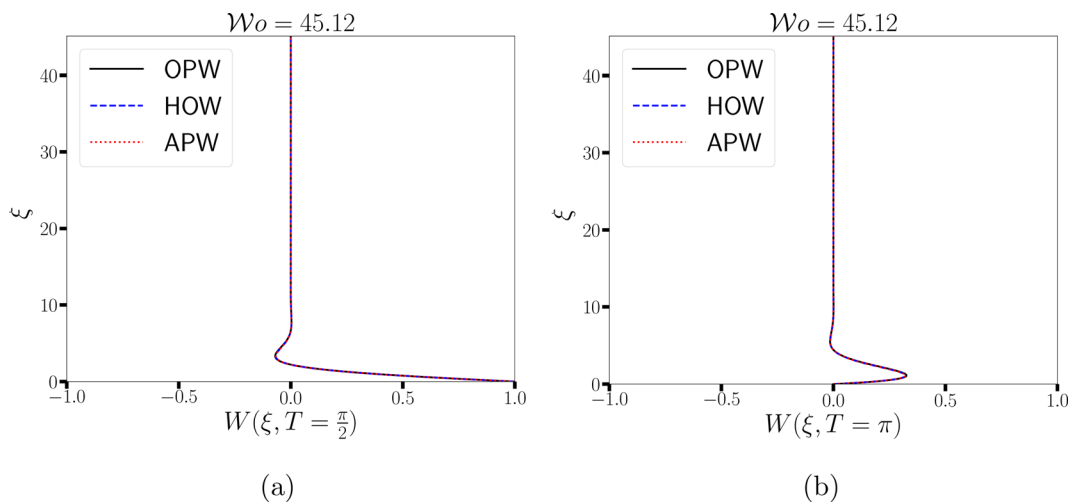 𝒲o = 45.12
OPW
HOW
APW
ξ
40
30
20
10
0
−1.0 −0.5 0.0 0.5 1.0
W(ξ, T = π/2)
(a)
𝒲o = 45.12
OPW
HOW
APW
ξ
40
30
20
10
0
−1.0 −0.5 0.0 0.5 1.0
W(ξ, T = π)
(b)